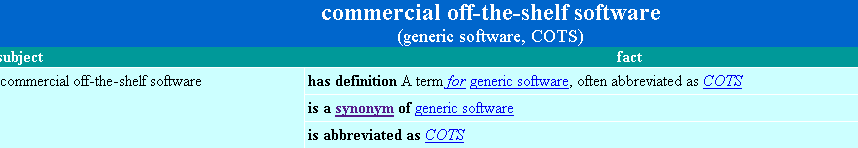 commercial off-the-shelf software
(generic software, COTS)
subject fact
commercial off-the-shelf software has definition A term for generic software, often abbreviated as COTS
is a synonym of generic software
is abbreviated as COTS